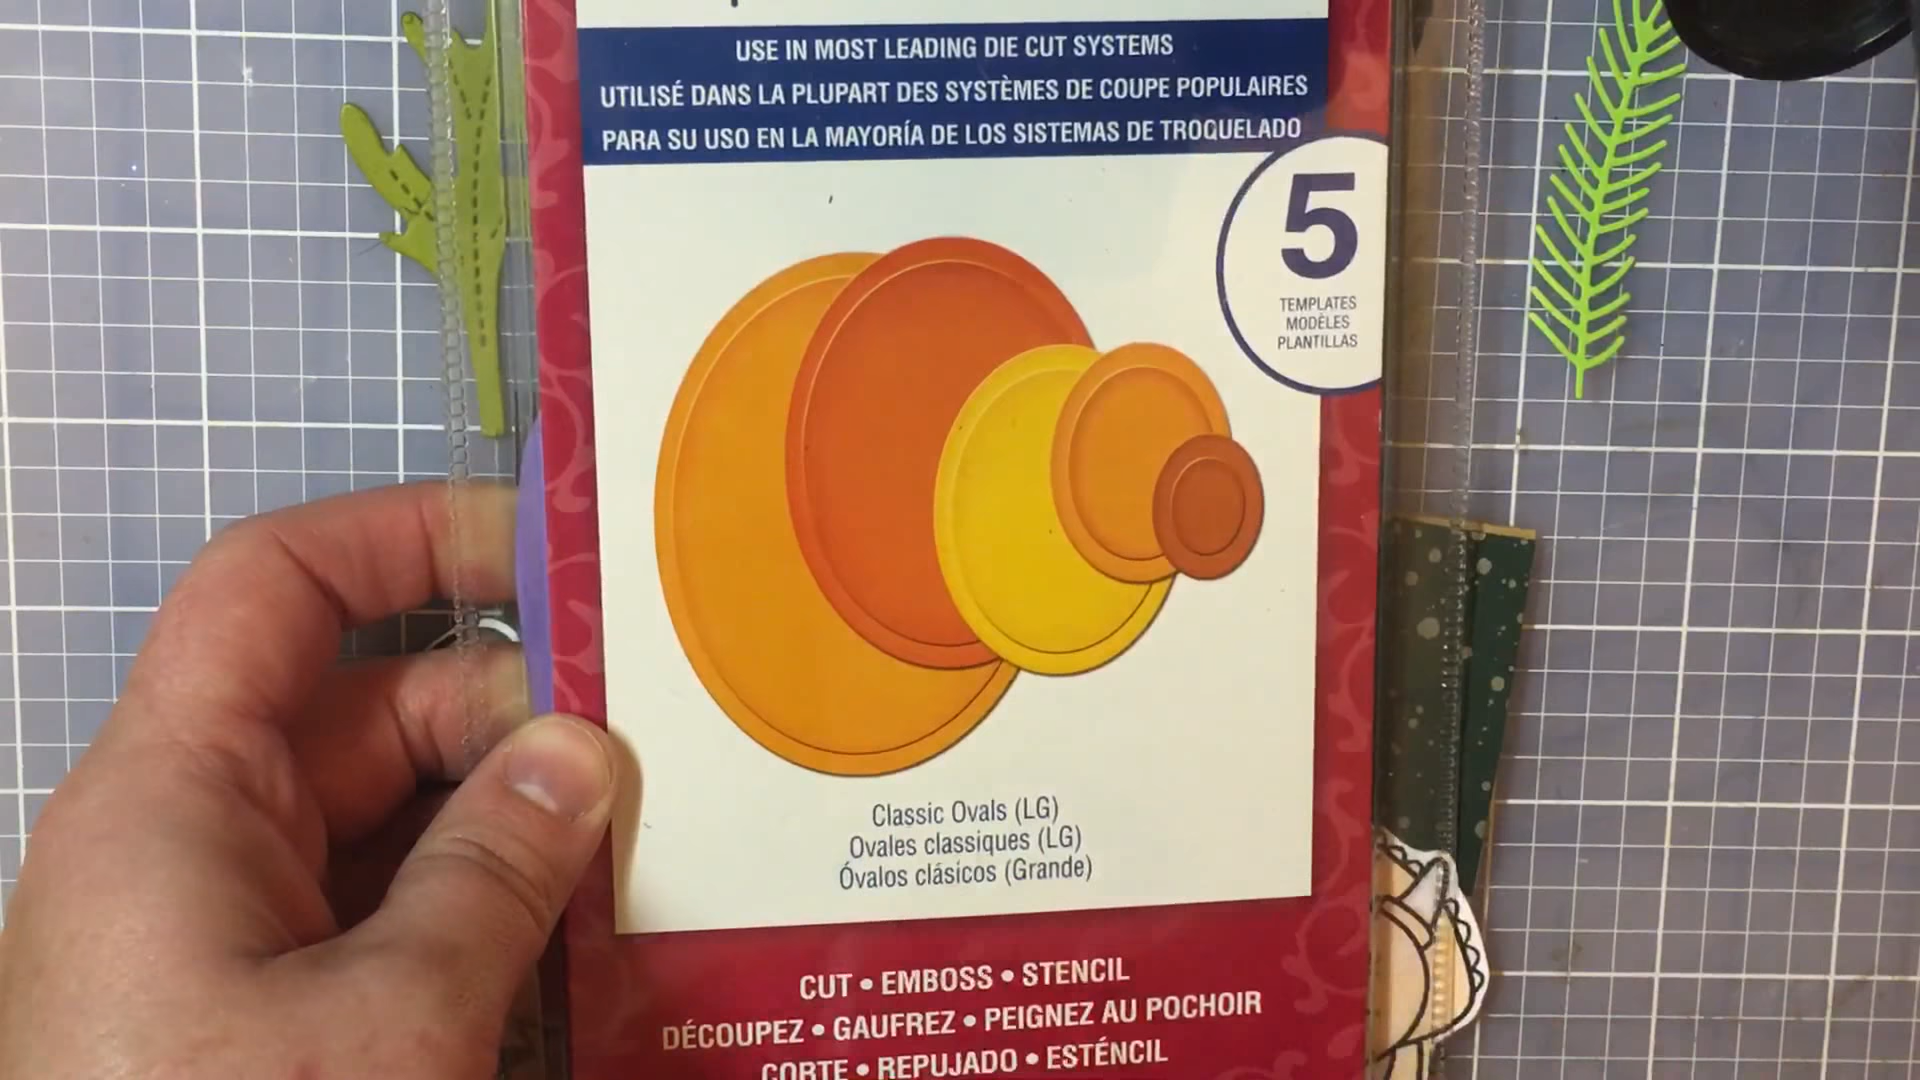 USE IN MOST LEADING DIE CUT SYSTEMS
UTILISÉ DANS LA PLUPART DES SYSTÈMES DE COUPE POPULAIRES
PARA SU USO EN LA MAYORÍA DE LOS SISTEMAS DE TROQUELADO
5
TEMPLATES
MODÈLES
PLANTILLAS
Classic Ovals (LG)
Ovales classiques (LG)
Óvalos clásicos (Grande)
CUT • EMBOSS • STENCIL
DÉCOUPEZ • GAUFREZ • PEIGNEZ AU POCHOIR
CORTE • REPUJADO • ESTÉNCIL